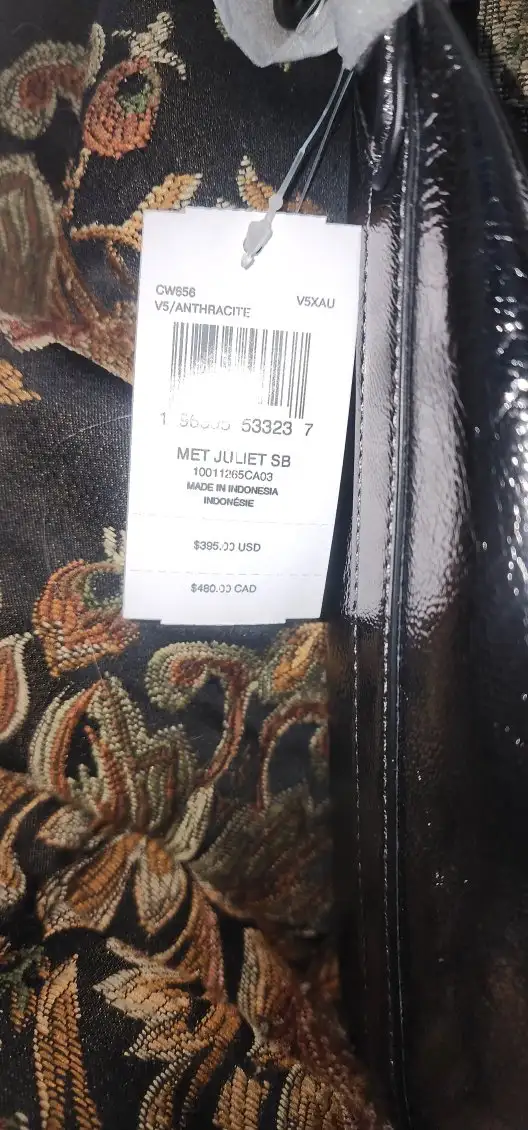 CW656
V5/ANTHRACITE V5XAU
53323 7
MET JULIET SB
10011265CA03
MADE IN INDONESIA
INDONÉSIE
$395.00 USD
$480.00 CAD